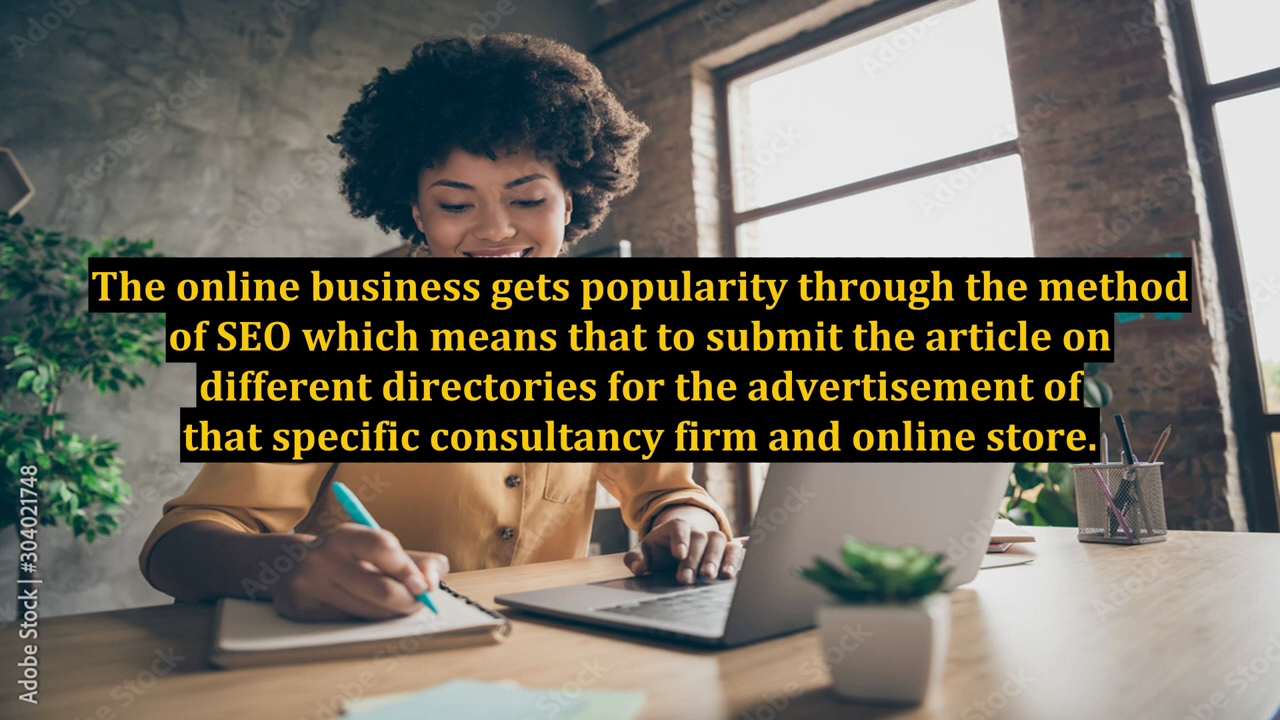 The online business gets popularity through the method
of SEO which means that to submit the article on
different directories for the advertisement of
that specific consultancy firm and online store.
Adobe Stock | #304021748